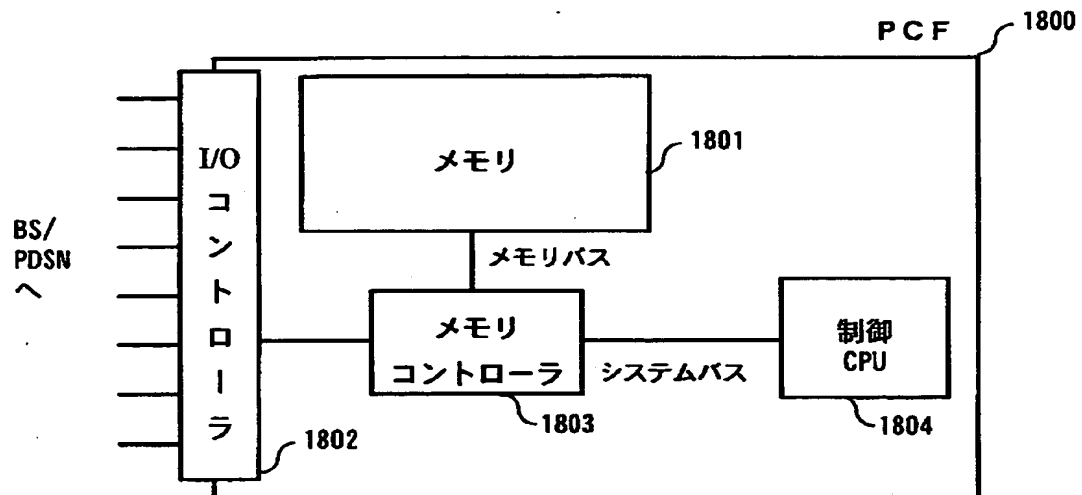 PCF
1800
I/Oコントローラ
メモリ
1801
BS/
PDSN
へ
メモリバス
メモリ
コントローラ
システムバス
制御
CPU
1803
1804
1802